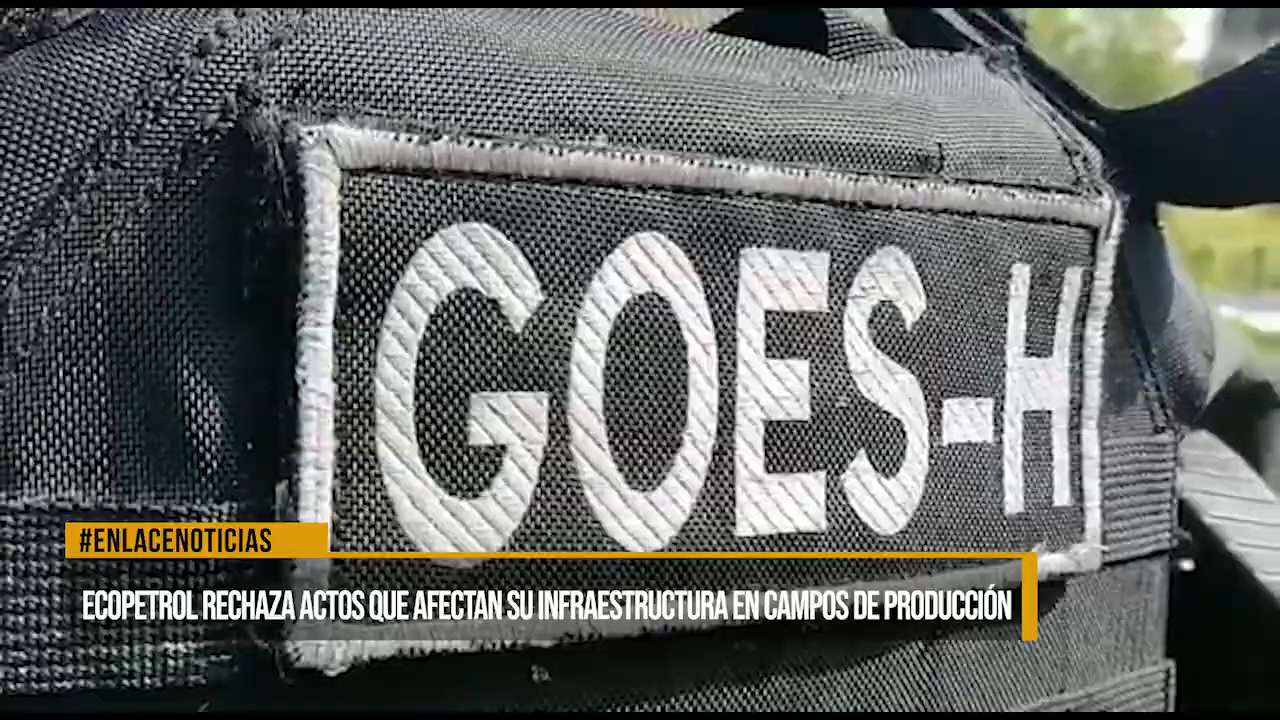 GOES-H
#ENLACENOTICIAS
ECOPETROL RECHAZA ACTOS QUE AFECTAN SU INFRAESTRUCTURA EN CAMPOS DE PRODUCCIÓN